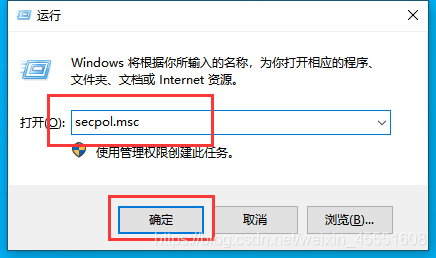 运行
Windows 将根据你所输入的名称，为你打开相应的程序、
文件夹、文档或 Internet 资源。
打开(O): secpol.msc
使用管理权限创建此任务。
确定 取消 浏览(B)...
https://blog.csdn.net/weixin_45551608